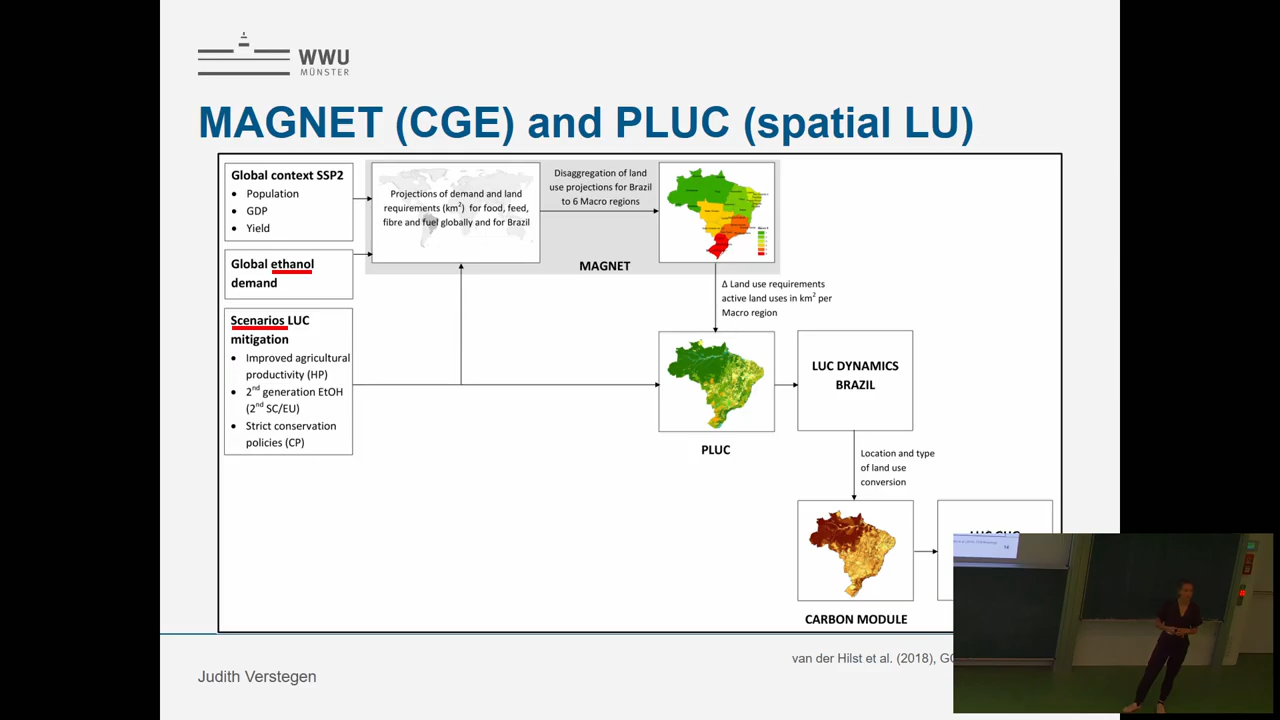 WWU
MÜNSTER
MAGNET (CGE) and PLUC (spatial LU)
Global context SSP2
• Population
• GDP
• Yield
Global ethanol
demand
Scenarios LUC
mitigation
• Improved agricultural
productivity (HP)
• 2nd generation EtOH
(2nd SC/EU)
• Strict conservation
policies (CP)
Projections of demand and land
requirements (km2) for food, feed,
fibre and fuel globally and for Brazil
Disaggregation of land
use projections for Brazil
to 6 Macro regions
MAGNET
Δ Land use requirements
active land uses in km2 per
Macro region
PLUC
LUC DYNAMICS
BRAZIL
Location and type
of land use
conversion
CARBON MODULE
van der Hilst et al. (2018),
Judith Verstegen